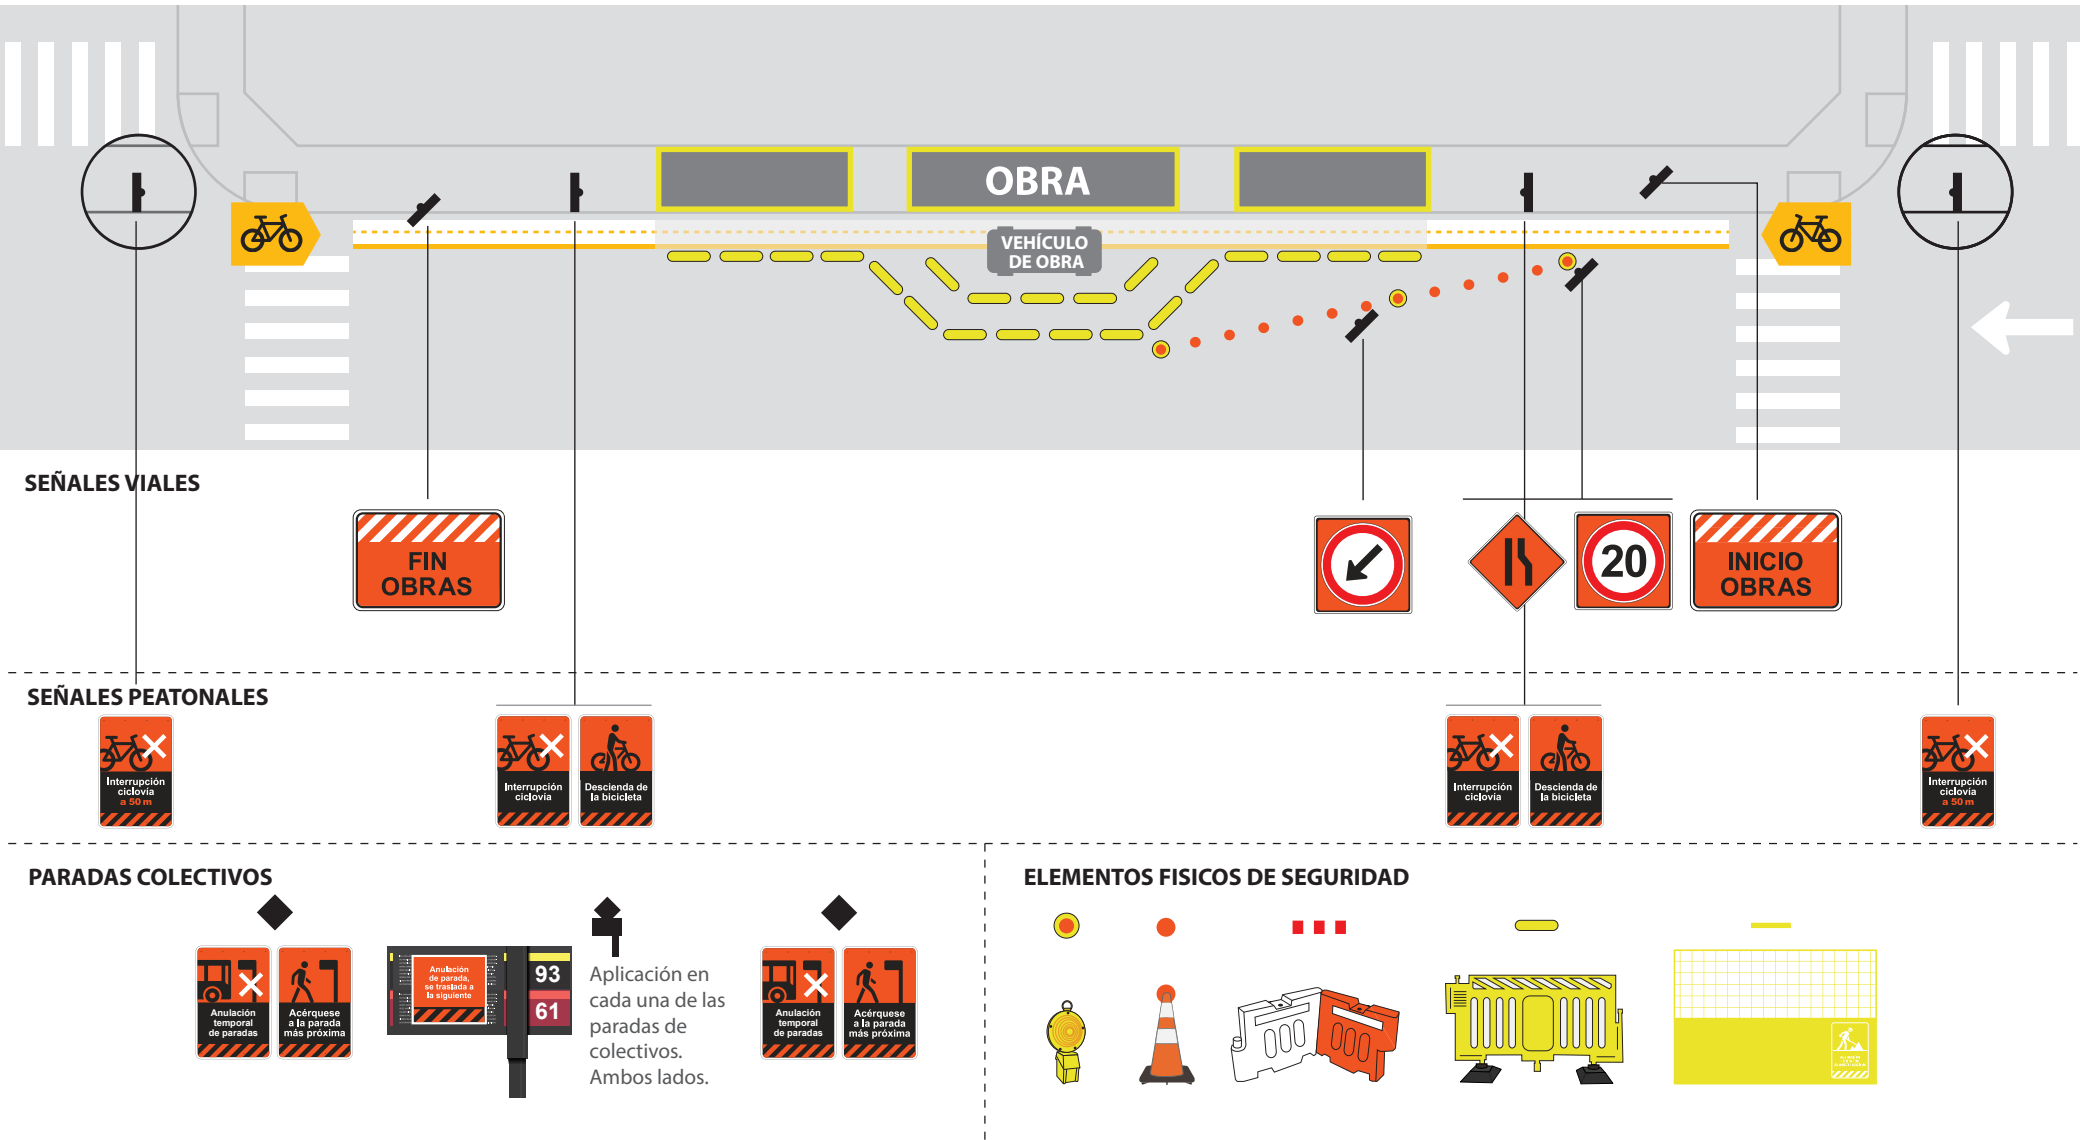 OBRA
VEHÍCULO
DE OBRA
SEÑALES VIALES
FIN
OBRAS
20
INICIO
OBRAS
SEÑALES PEATONALES
Interrupción
ciclovía
a 50 m
Interrupción
ciclovía
Descienda de
la bicicleta
Interrupción
ciclovía
Descienda de
la bicicleta
Interrupción
ciclovía
a 50 m
PARADAS COLECTIVOS
Anulación
temporal
de paradas
Acérquese
a la parada
más próxima
Anulación
de parada,
se traslada a
la siguiente
93
61
Aplicación en
cada una de las
paradas de
colectivos.
Ambos lados.
Anulación
temporal
de paradas
Acérquese
a la parada
más próxima
ELEMENTOS FISICOS DE SEGURIDAD